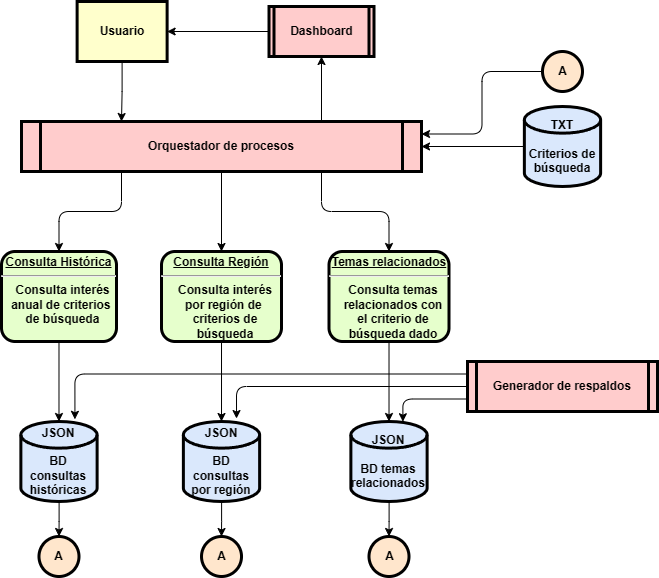 Usuario
Dashboard
A
TXT
Criterios de
búsqueda
Orquestador de procesos
Consulta Histórica
Consulta interés
anual de criterios
de búsqueda
Consulta Región
Consulta interés
por región de
criterios de
búsqueda
Temas relacionados
Consulta temas
relacionados con
el criterio de
búsqueda dado
Generador de respaldos
JSON
BD
consultas
históricas
JSON
BD
consultas
por región
JSON
BD temas
relacionados
A
A
A